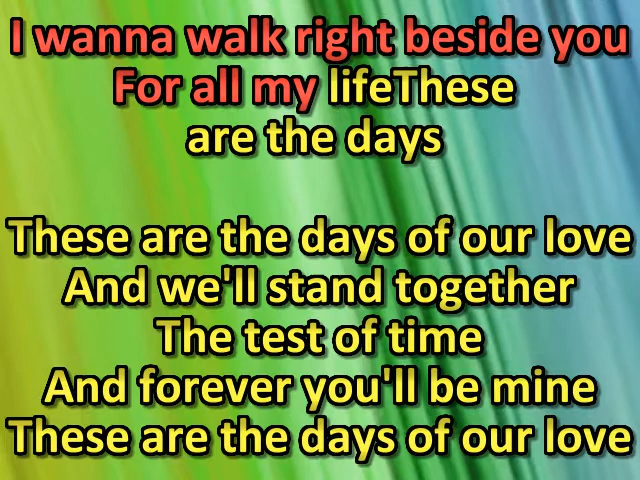 I wanna walk right beside you
For all my lifeThese
are the days
These are the days of our love
And we'll stand together
The test of time
And forever you'll be mine
These are the days of our love